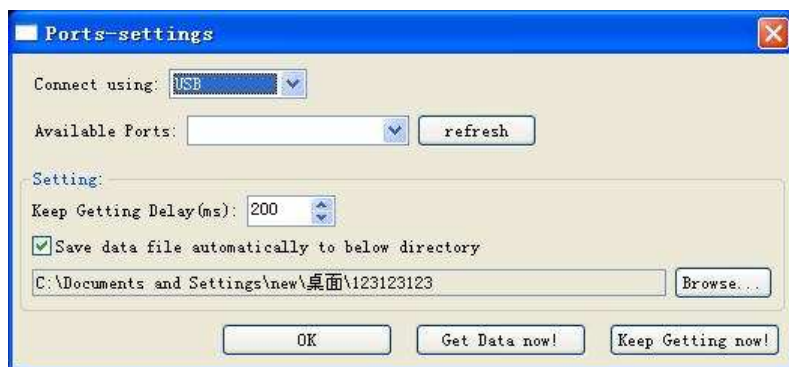 Ports-settings
Connect using: USB
Available Ports: refresh
Setting:
Keep Getting Delay(ms): 200
Save data file automatically to below directory
C:\Documents and Settings\new\桌面\123123123 Browse...
OK Get Data now! Keep Getting now!